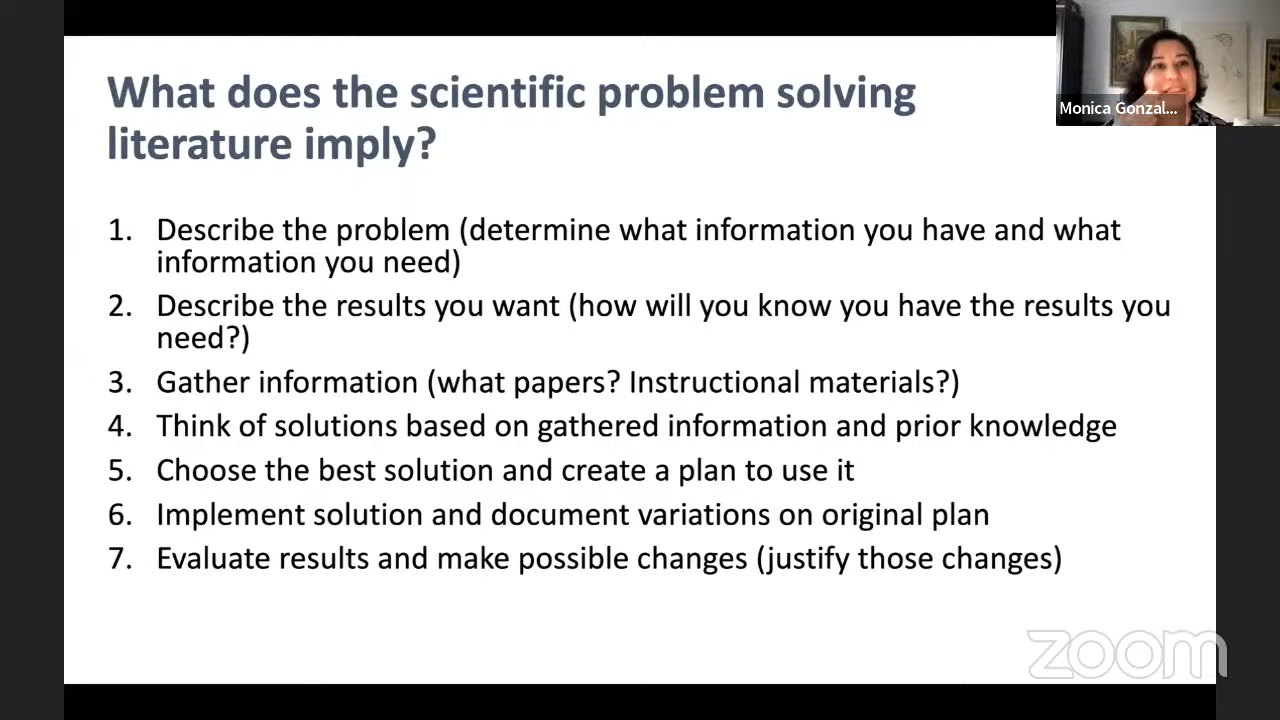 What does the scientific problem solving
literature imply?
Monica Gonzal...
1. Describe the problem (determine what information you have and what
information you need)
2. Describe the results you want (how will you know you have the results you
need?)
3. Gather information (what papers? Instructional materials?)
4. Think of solutions based on gathered information and prior knowledge
5. Choose the best solution and create a plan to use it
6. Implement solution and document variations on original plan
7. Evaluate results and make possible changes (justify those changes)
zoom